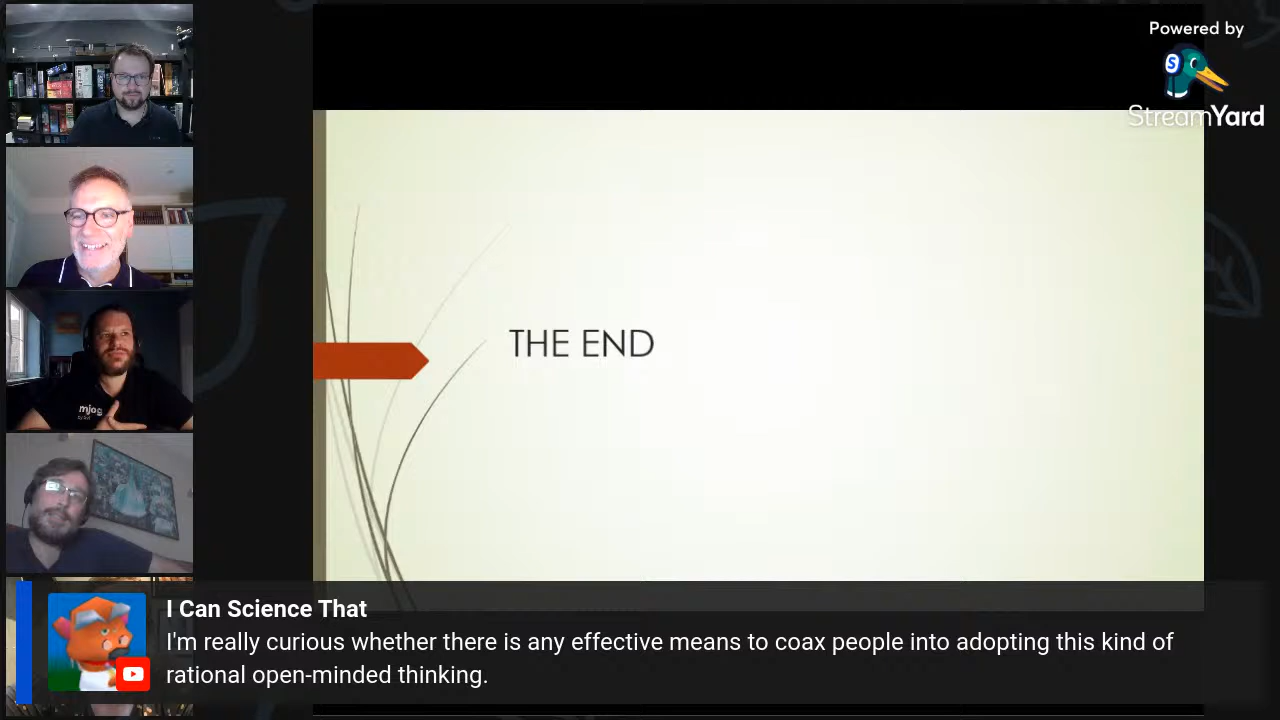 Powered by
S
StreamYard
THE END
mjog
I Can Science That
I'm really curious whether there is any effective means to coax people into adopting this kind of
rational open-minded thinking.